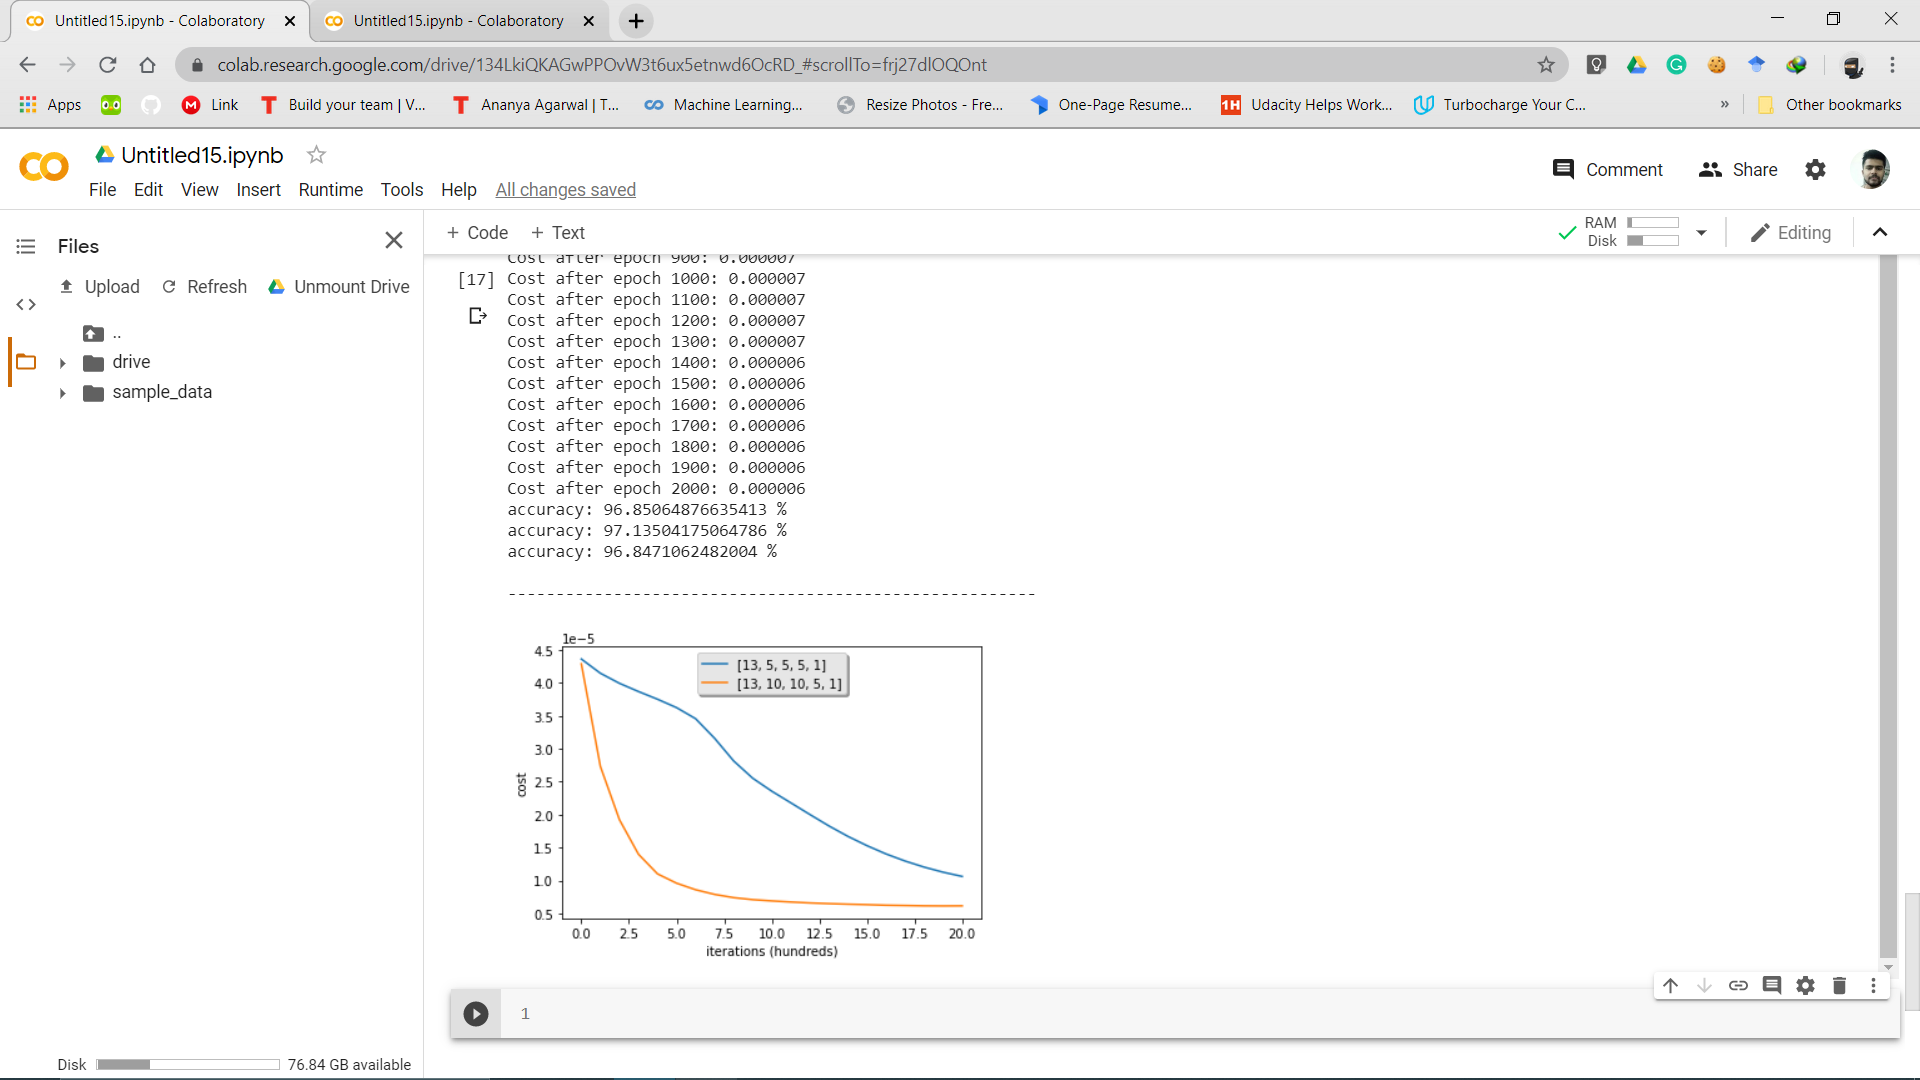 Untitled15.ipynb - Colaboratory
Untitled15.ipynb - Colaboratory
colab.research.google.com/drive/134LkiQKAGwPPOvW3t6ux5etnwd6OcRD_#scrollTo=frj27dlOQOnt
Apps
Link
Build your team | V...
Ananya Agarwal | T...
Machine Learning...
Resize Photos - Fre...
One-Page Resume...
1H
Udacity Helps Work...
Turbocharge Your C...
»
Other bookmarks
Untitled15.ipynb
File Edit View Insert Runtime Tools Help All changes saved
Comment
Share
Files
Upload
Refresh
Unmount Drive
..
drive
sample_data
Disk
76.84 GB available
+ Code
+ Text
RAM
Disk
Editing
Cost after epoch 900: 0.000007
[17] Cost after epoch 1000: 0.000007
Cost after epoch 1100: 0.000007
Cost after epoch 1200: 0.000007
Cost after epoch 1300: 0.000007
Cost after epoch 1400: 0.000006
Cost after epoch 1500: 0.000006
Cost after epoch 1600: 0.000006
Cost after epoch 1700: 0.000006
Cost after epoch 1800: 0.000006
Cost after epoch 1900: 0.000006
Cost after epoch 2000: 0.000006
accuracy: 96.85064876635413 %
accuracy: 97.13504175064786 %
accuracy: 96.8471062482004 %
-------------------------------------------------------
1e−5
4.5
4.0
3.5
3.0
2.5
2.0
1.5
1.0
0.5
cost
[13, 5, 5, 5, 1]
[13, 10, 10, 5, 1]
0.0 2.5 5.0 7.5 10.0 12.5 15.0 17.5 20.0
iterations (hundreds)
1